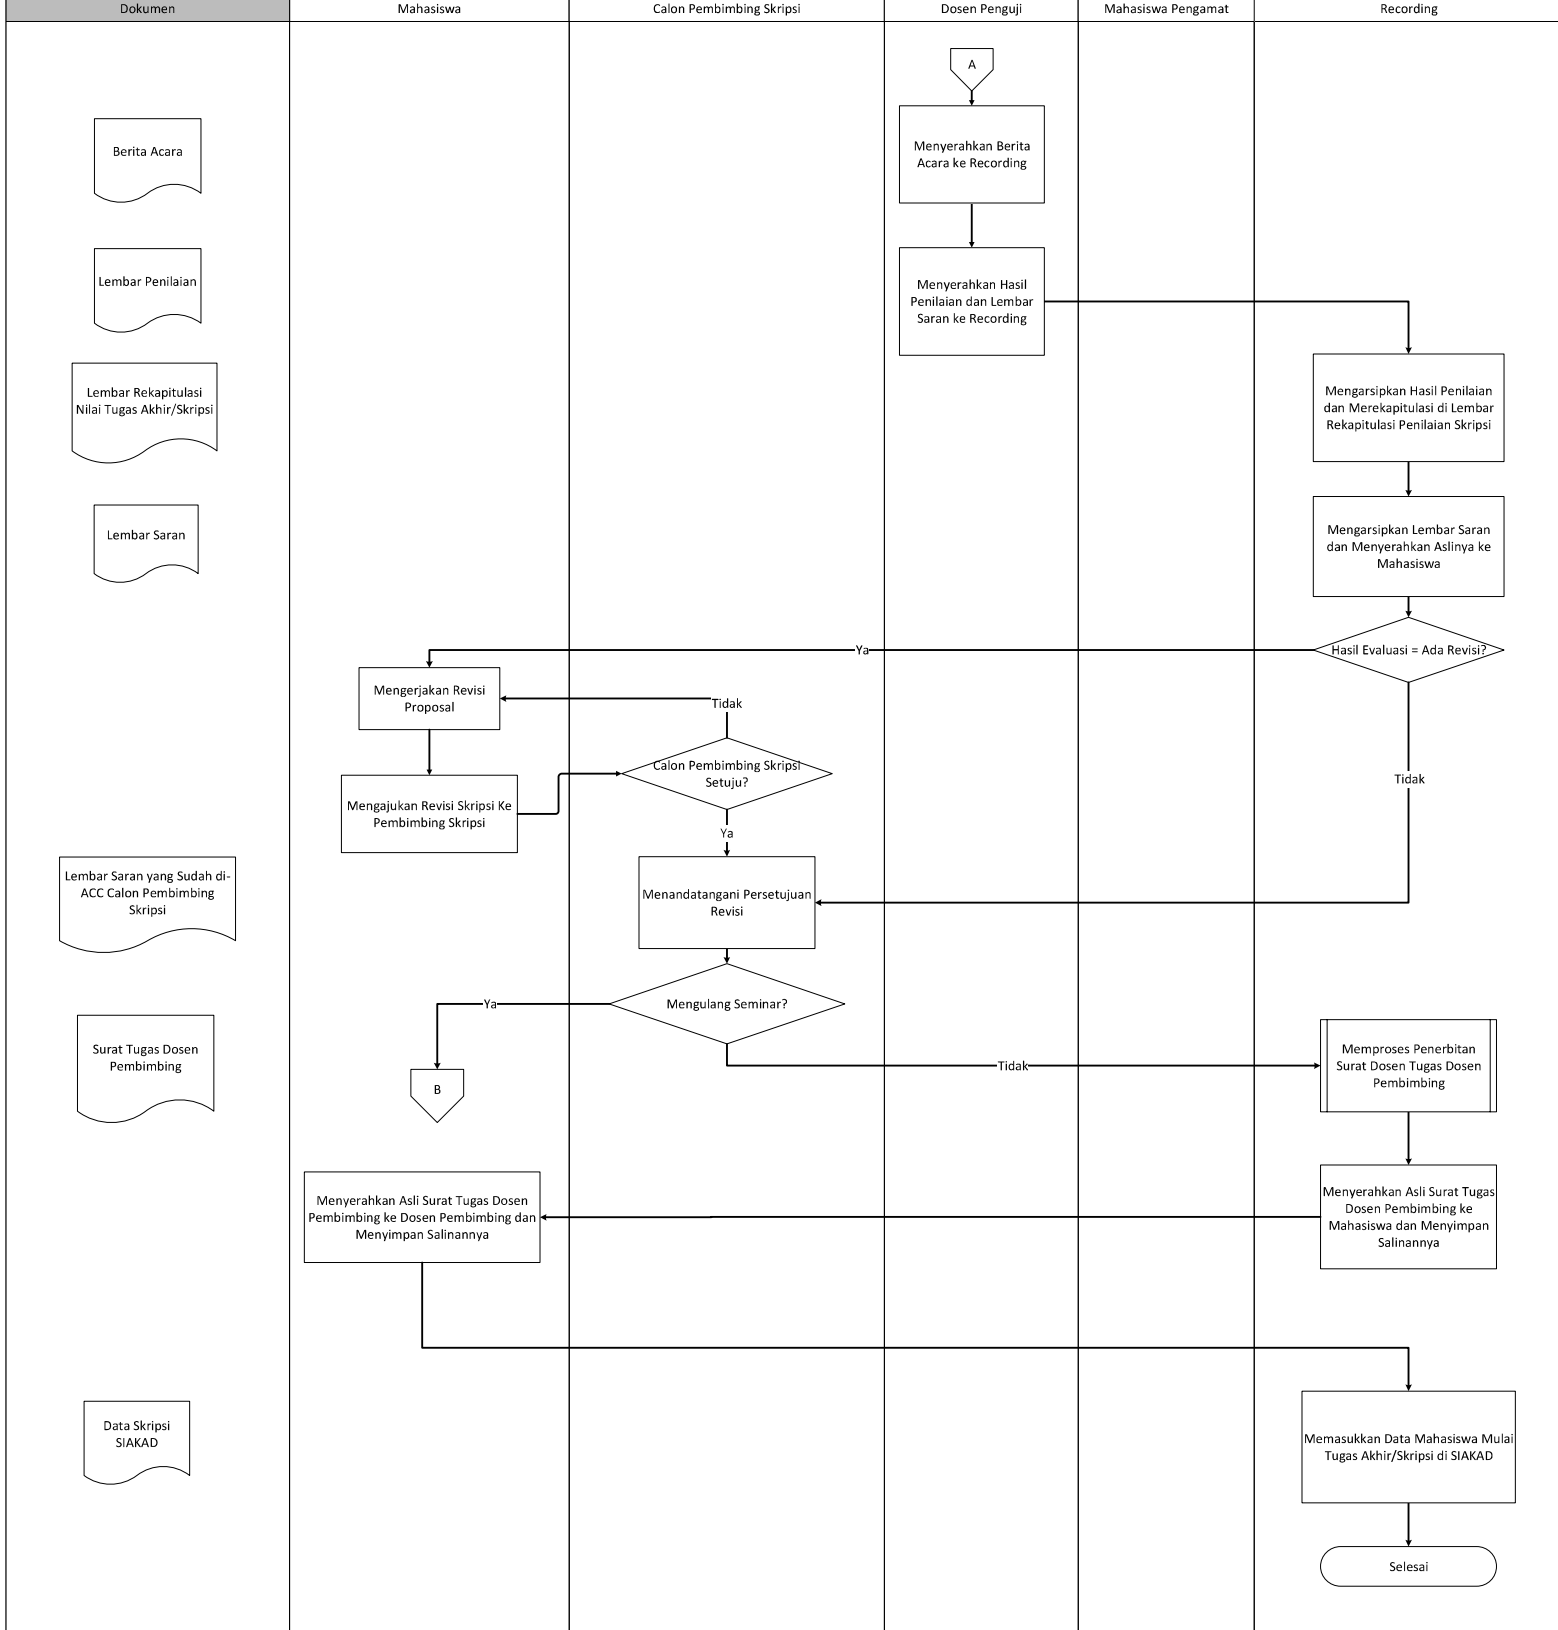 Dokumen
Mahasiswa
Calon Pembimbing Skripsi
Dosen Penguji
Mahasiswa Pengamat
Recording
A
Berita Acara
Menyerahkan Berita
Acara ke Recording
Lembar Penilaian
Menyerahkan Hasil
Penilaian dan Lembar
Saran ke Recording
Lembar Rekapitulasi
Nilai Tugas Akhir/Skripsi
Mengarsipkan Hasil Penilaian
dan Merekapitulasi di Lembar
Rekapitulasi Penilaian Skripsi
Lembar Saran
Mengarsipkan Lembar Saran
dan Menyerahkan Aslinya ke
Mahasiswa
Ya
Hasil Evaluasi = Ada Revisi?
Mengerjakan Revisi
Proposal
Tidak
Calon Pembimbing Skripsi
Setuju?
Tidak
Mengajukan Revisi Skripsi Ke
Pembimbing Skripsi
Ya
Lembar Saran yang Sudah di-
ACC Calon Pembimbing
Skripsi
Menandatangani Persetujuan
Revisi
Ya
Mengulang Seminar?
Surat Tugas Dosen
Pembimbing
Tidak
Memproses Penerbitan
Surat Dosen Tugas Dosen
Pembimbing
B
Menyerahkan Asli Surat Tugas Dosen
Pembimbing ke Dosen Pembimbing dan
Menyimpan Salinannya
Menyerahkan Asli Surat Tugas
Dosen Pembimbing ke
Mahasiswa dan Menyimpan
Salinannya
Data Skripsi
SIAKAD
Memasukkan Data Mahasiswa Mulai
Tugas Akhir/Skripsi di SIAKAD
Selesai